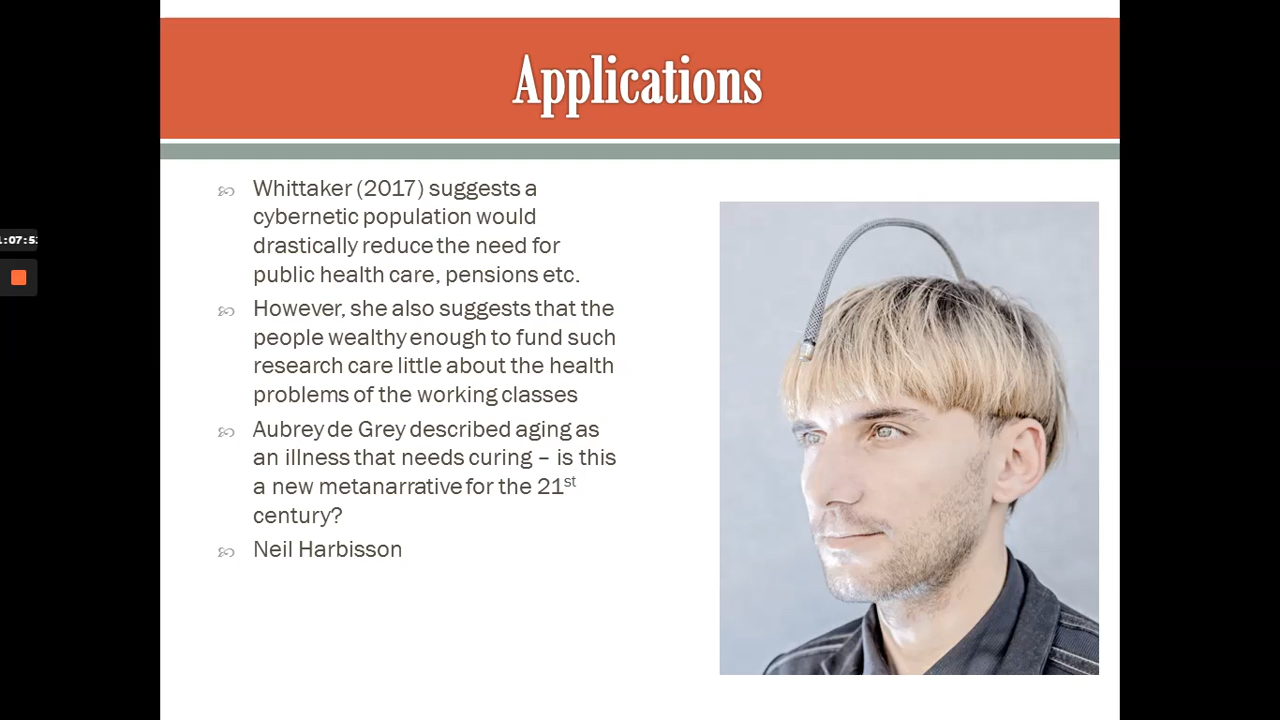 Applications
Whittaker (2017) suggests a
cybernetic population would
drastically reduce the need for
public health care, pensions etc.
However, she also suggests that the
people wealthy enough to fund such
research care little about the health
problems of the working classes
Aubrey de Grey described aging as
an illness that needs curing – is this
a new metanarrative for the 21st
century?
Neil Harbisson